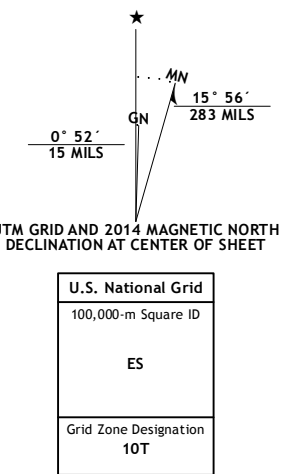 ★
MN
GN
15° 56´
283 MILS
0° 52´
15 MILS
UTM GRID AND 2014 MAGNETIC NORTH
DECLINATION AT CENTER OF SHEET
U.S. National Grid
100,000-m Square ID
ES
Grid Zone Designation
10T